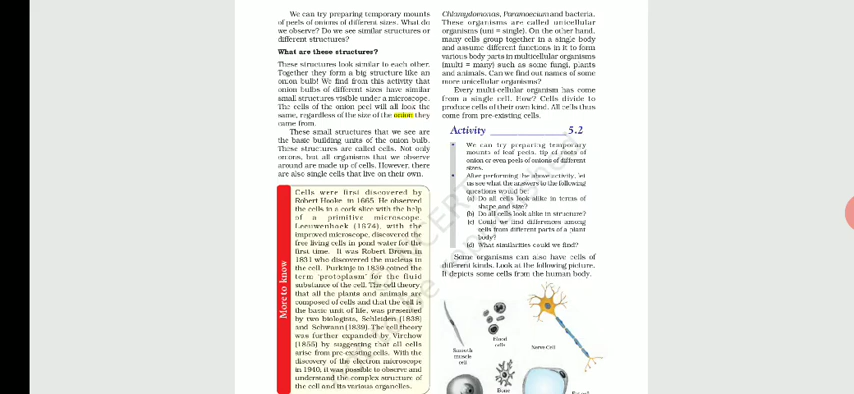 We can try preparing temporary mounts
of peels of onions of different sizes. What do
we observe? Do we see similar structures or
different structures?
What are these structures?
These structures look similar to each other.
Together they form a big structure like an
onion bulb! We find from this activity that
onion bulbs of different sizes have similar
small structures visible under a microscope.
The cells of the onion peel will all look the
same, regardless of the size of the onion they
came from.
These small structures that we see are
the basic building units of the onion bulb.
These structures are called cells. Not only
onions, but all organisms that we observe
around are made up of cells. However, there
are also single cells that live on their own.
More to know
Cells were first discovered by
Robert Hooke in 1665. He observed
the cells in a cork slice with the help
of a primitive microscope.
Leeuwenhoek (1674), with the
improved microscope, discovered the
free living cells in pond water for the
first time. It was Robert Brown in
1831 who discovered the nucleus in
the cell. Purkinje in 1839 coined the
term ‘protoplasm’ for the fluid
substance of the cell. The cell theory,
that all the plants and animals are
composed of cells and that the cell is
the basic unit of life, was presented
by two biologists, Schleiden (1838)
and Schwann (1839). The cell theory
was further expanded by Virchow
(1855) by suggesting that all cells
arise from pre-existing cells. With the
discovery of the electron microscope
in 1940, it was possible to observe and
understand the complex structure of
the cell and its various organelles.
Chlamydomonas, Paramoecium and bacteria.
These organisms are called unicellular
organisms (uni = single). On the other hand,
many cells group together in a single body
and assume different functions in it to form
various body parts in multicellular organisms
(multi = many) such as some fungi, plants
and animals. Can we find out names of some
more unicellular organisms?
Every multi-cellular organism has come
from a single cell. How? Cells divide to
produce cells of their own kind. All cells thus
come from pre-existing cells.
Activity 5.2
• We can try preparing temporary
mounts of leaf peels, tip of roots of
onion or even peels of onions of different
sizes.
• After performing the above activity, let
us see what the answers to the following
questions would be:
(a) Do all cells look alike in terms of
shape and size?
(b) Do all cells look alike in structure?
(c) Could we find differences among
cells from different parts of a plant
body?
(d) What similarities could we find?
Some organisms can also have cells of
different kinds. Look at the following picture.
It depicts some cells from the human body.
Blood
cells
Smooth
muscle
cell
Nerve Cell
Bone